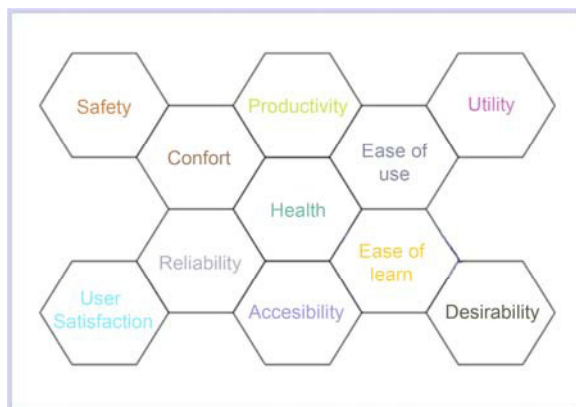 Safety
Productivity
Utility
Confort
Ease of
use
Health
Reliability
Ease of
learn
User
Satisfaction
Accesibility
Desirability